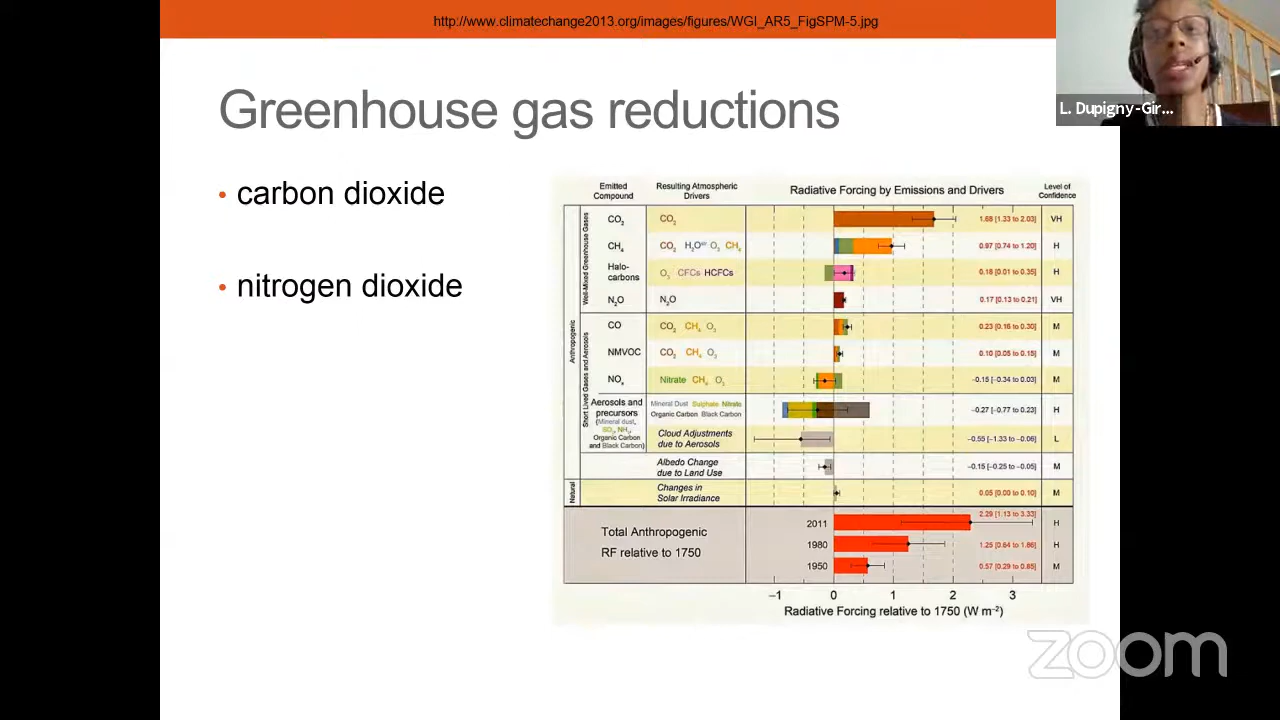 http://www.climatechange2013.org/images/figures/WGI_AR5_FigSPM-5.jpg
L. Dupigny-Gir...
Greenhouse gas reductions
• carbon dioxide
• nitrogen dioxide
Emitted Compound
Resulting Atmospheric Drivers
Radiative Forcing by Emissions and Drivers
Level of Confidence
Anthropogenic
Well-Mixed Greenhouse Gases
CO₂ CO₂ 1.68 [1.33 to 2.03] VH
CH₄ CO₂ H₂Oˢᵗʳ O₃ CH₄ 0.97 [0.74 to 1.20] H
Halo-carbons O₃ CFCs HCFCs 0.18 [0.01 to 0.35] H
N₂O N₂O 0.17 [0.13 to 0.21] VH
Short Lived Gases and Aerosols
CO CO₂ CH₄ O₃ 0.23 [0.16 to 0.30] M
NMVOC CO₂ CH₄ O₃ 0.10 [0.05 to 0.15] M
NOₓ Nitrate CH₄ O₃ −0.15 [−0.34 to 0.03] M
Aerosols and precursors
(Mineral dust,
SO₂, NH₃,
Organic Carbon
and Black Carbon)
Mineral Dust Sulphate Nitrate
Organic Carbon Black Carbon
−0.27 [−0.77 to 0.23] H
Cloud Adjustments
due to Aerosols
−0.55 [−1.33 to −0.06] L
Albedo Change
due to Land Use
−0.15 [−0.25 to −0.05] M
Natural
Changes in
Solar Irradiance
0.05 [0.00 to 0.10] M
Total Anthropogenic
RF relative to 1750
2011 2.29 [1.13 to 3.33] H
1980 1.25 [0.64 to 1.86] H
1950 0.57 [0.29 to 0.85] M
−1 0 1 2 3
Radiative Forcing relative to 1750 (W m⁻²)
zoom